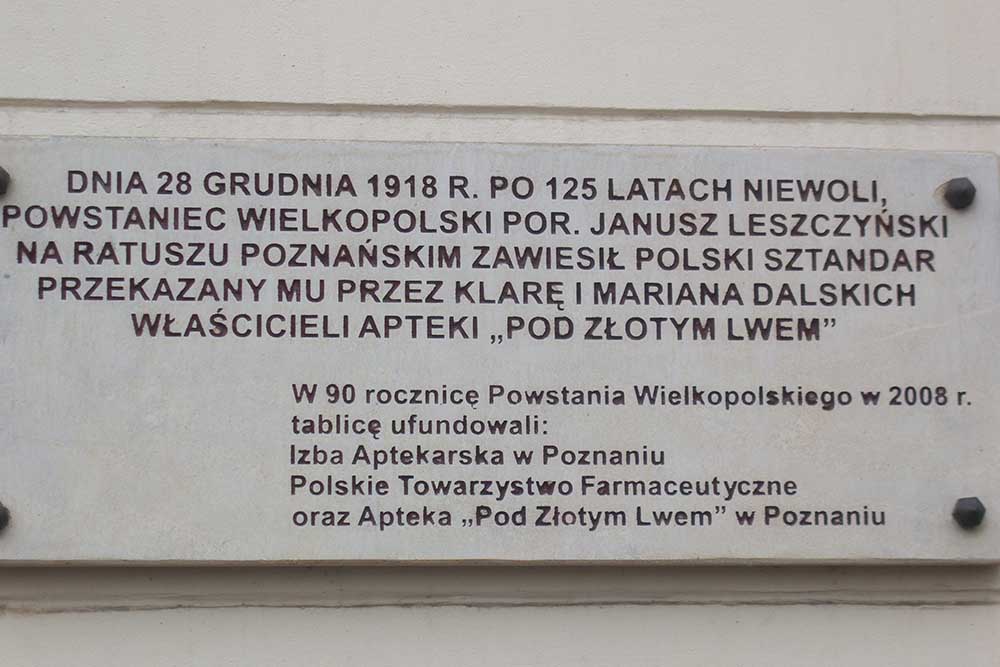 DNIA 28 GRUDNIA 1918 R. PO 125 LATACH NIEWOLI,
POWSTANIEC WIELKOPOLSKI POR. JANUSZ LESZCZYŃSKI
NA RATUSZU POZNAŃSKIM ZAWIESIŁ POLSKI SZTANDAR
PRZEKAZANY MU PRZEZ KLARĘ I MARIANA DALSKICH
WŁAŚCICIELI APTEKI „POD ZŁOTYM LWEM”
W 90 rocznicę Powstania Wielkopolskiego w 2008 r.
tablicę ufundowali:
Izba Aptekarska w Poznaniu
Polskie Towarzystwo Farmaceutyczne
oraz Apteka „Pod Złotym Lwem” w Poznaniu